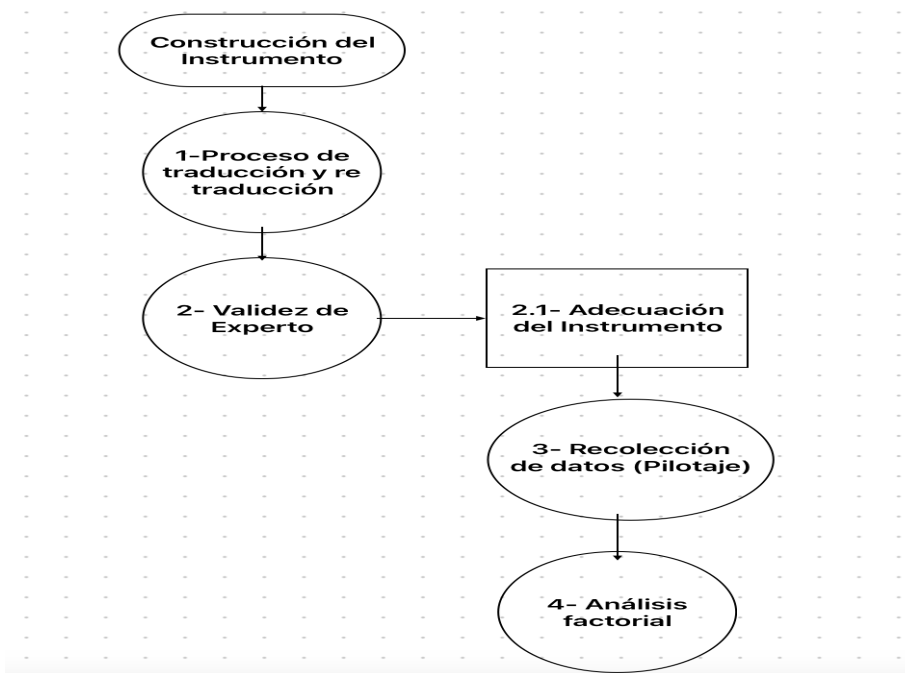 Construcción del
Instrumento
1-Proceso de
traducción y re
traducción
2- Validez de
Experto
2.1- Adecuación
del Instrumento
3- Recolección
de datos (Pilotaje)
4- Análisis
factorial